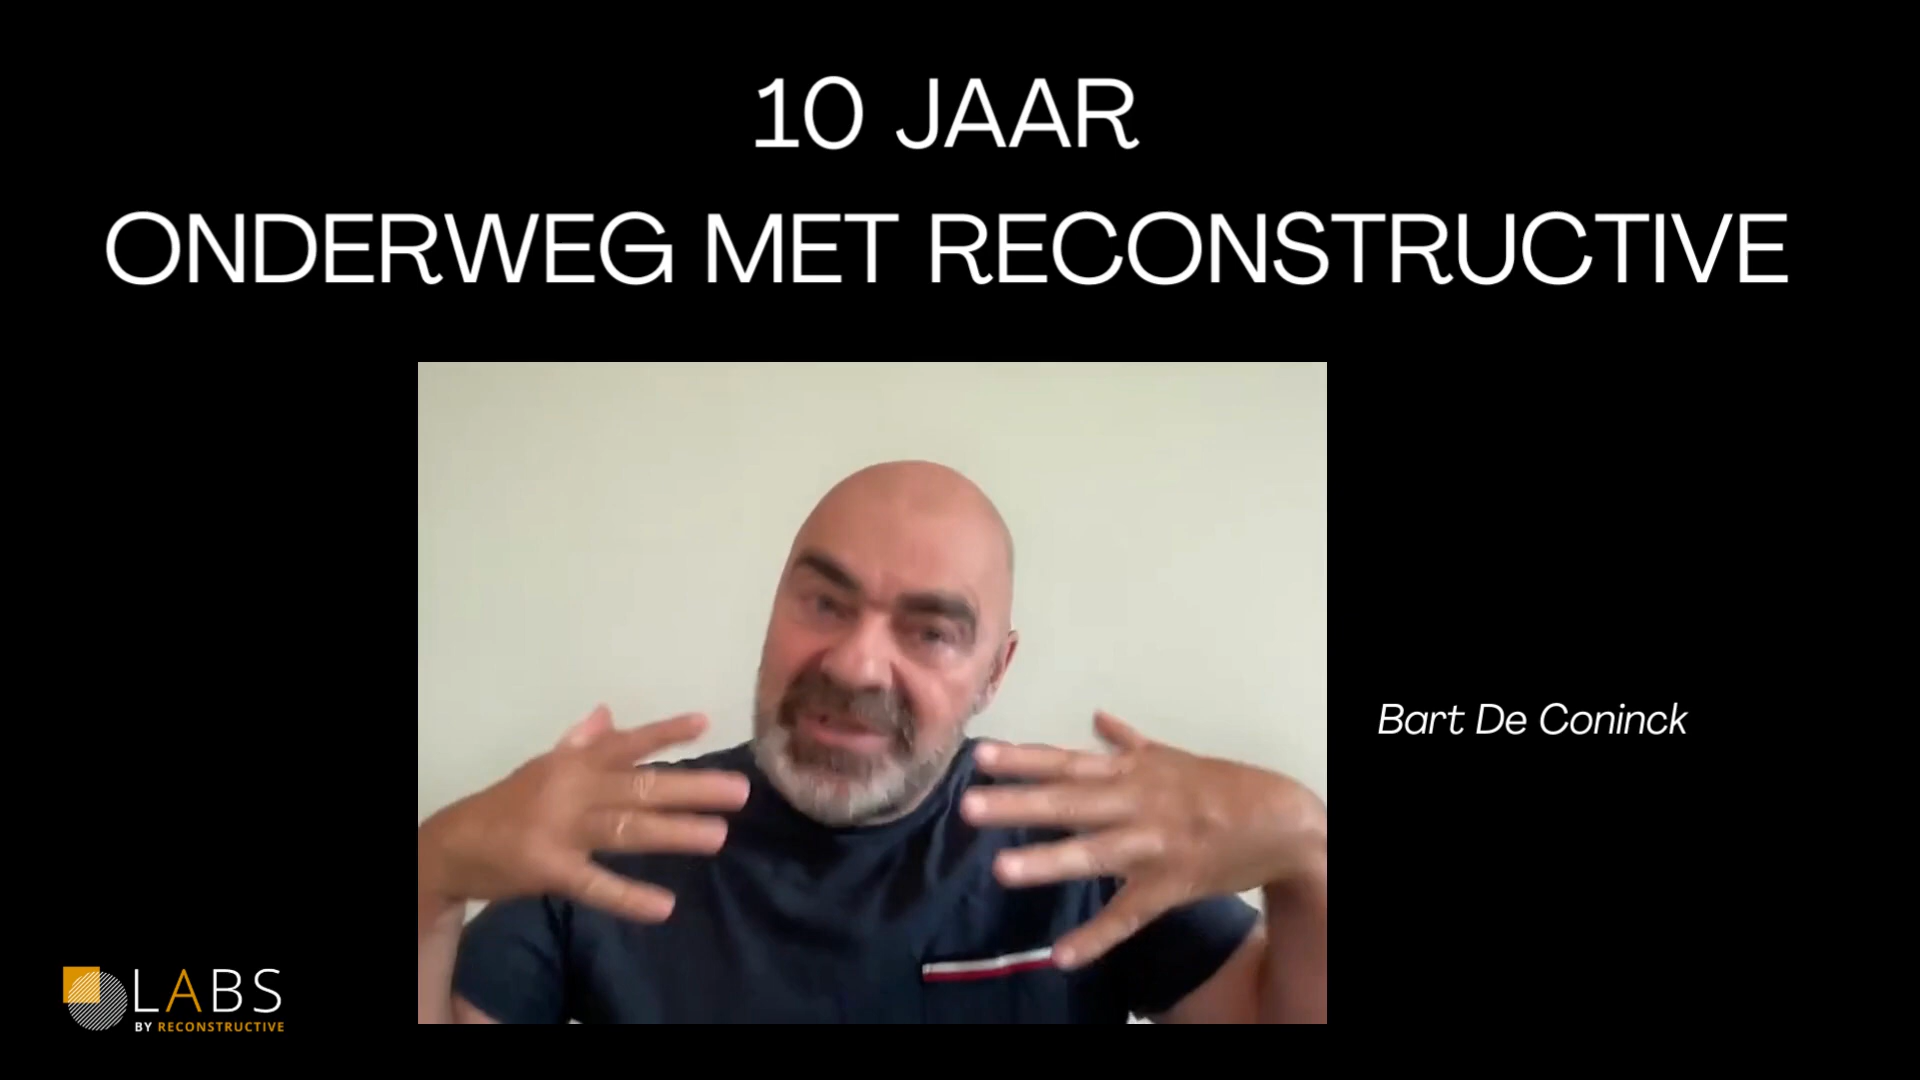 10 JAAR
ONDERWEG MET RECONSTRUCTIVE
Bart De Coninck
LABS
BY RECONSTRUCTIVE